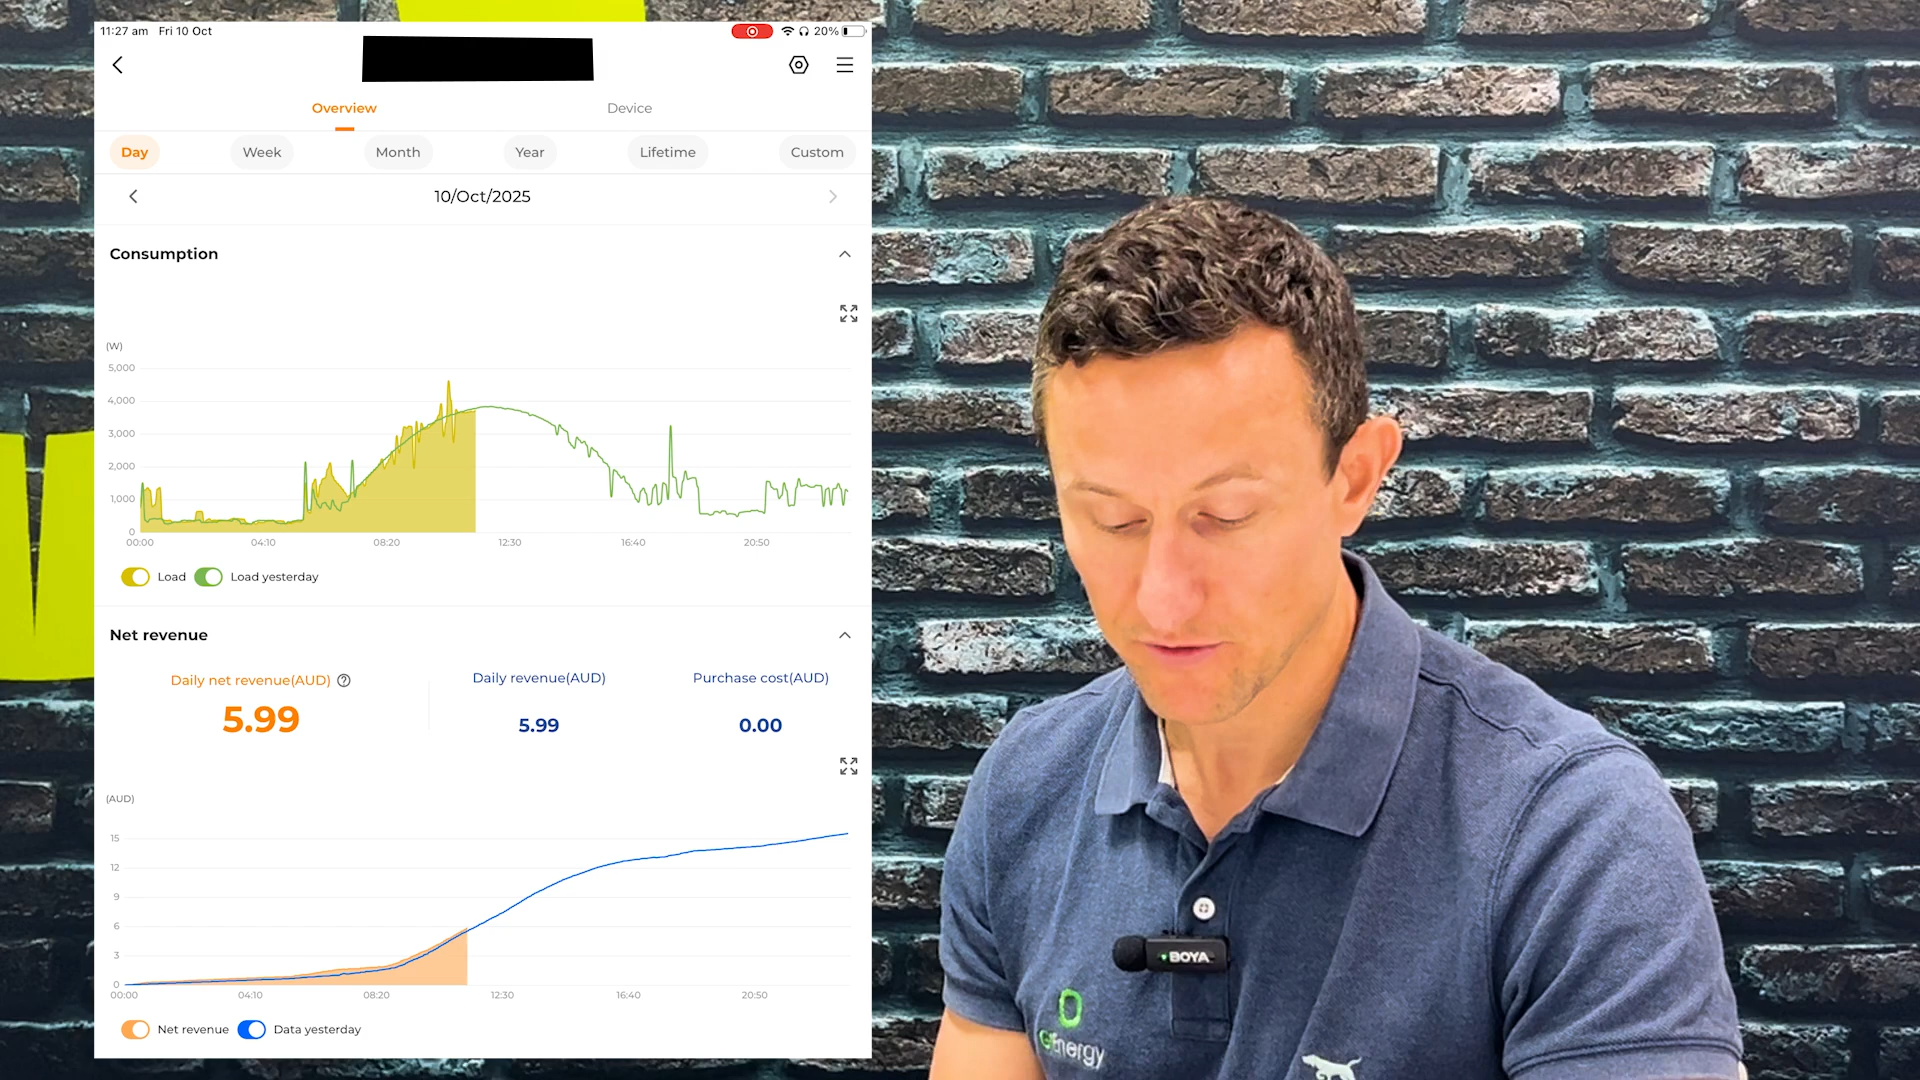 11:27 am Fri 10 Oct
20%
Overview Device
Day Week Month Year Lifetime Custom
10/Oct/2025
Consumption
(W)
5,000
4,000
3,000
2,000
1,000
0
00:00 04:10 08:20 12:30 16:40 20:50
Load Load yesterday
Net revenue
Daily net revenue(AUD) ? Daily revenue(AUD) Purchase cost(AUD)
5.99 5.99 0.00
(AUD)
15
12
9
6
3
0
00:00 04:10 08:20 12:30 16:40 20:50
Net revenue Data yesterday
BOYA